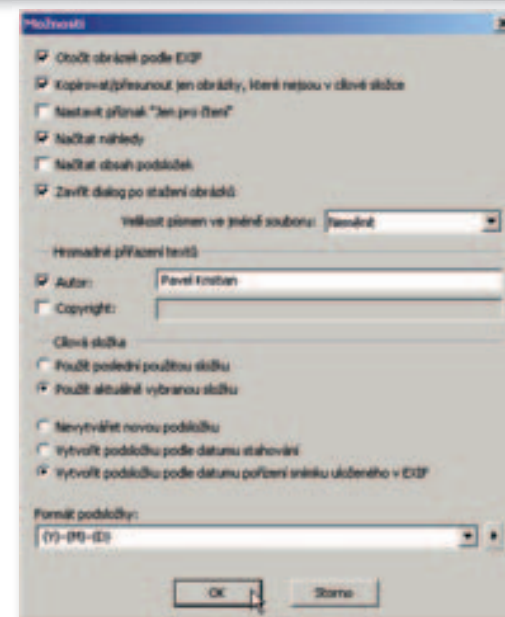 Možnosti
Otočit obrázek podle EXIF
Kopírovat/přesunout jen obrázky, které nejsou v cílové složce
Nastavit příznak "Jen pro čtení"
Načítat náhledy
Načítat obsah podsložek
Zavřít dialog po stažení obrázků
Velikost písmen ve jméně souboru: Neměnit
Hromadné přiřazení textů
Autor: Pavel Kristian
Copyright:
Cílová složka
Použít poslední použitou složku
Použít aktuálně vybranou složku
Nevytvářet novou podsložku
Vytvořit podsložku podle datumu stahování
Vytvořit podsložku podle datumu pořízení snímku uloženého v EXIF
Formát podsložky:
{Y}-{M}-{D}
OK Storno